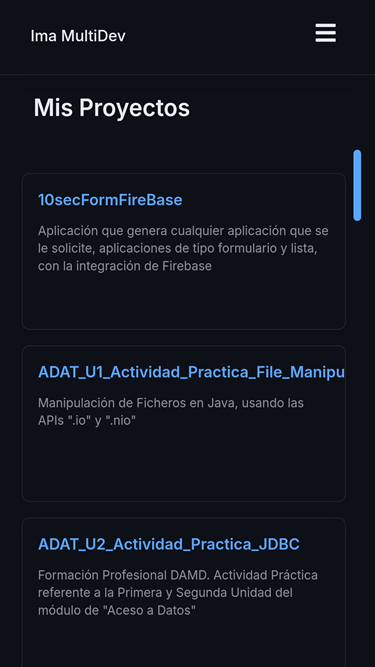 Ima MultiDev
Mis Proyectos
10secFormFireBase
Aplicación que genera cualquier aplicación que se
le solicite, aplicaciones de tipo formulario y lista,
con la integración de Firebase
ADAT_U1_Actividad_Practica_File_Manipu
Manipulación de Ficheros en Java, usando las
APIs ".io" y ".nio"
ADAT_U2_Actividad_Practica_JDBC
Formación Profesional DAMD. Actividad Práctica
referente a la Primera y Segunda Unidad del
módulo de "Aceso a Datos"